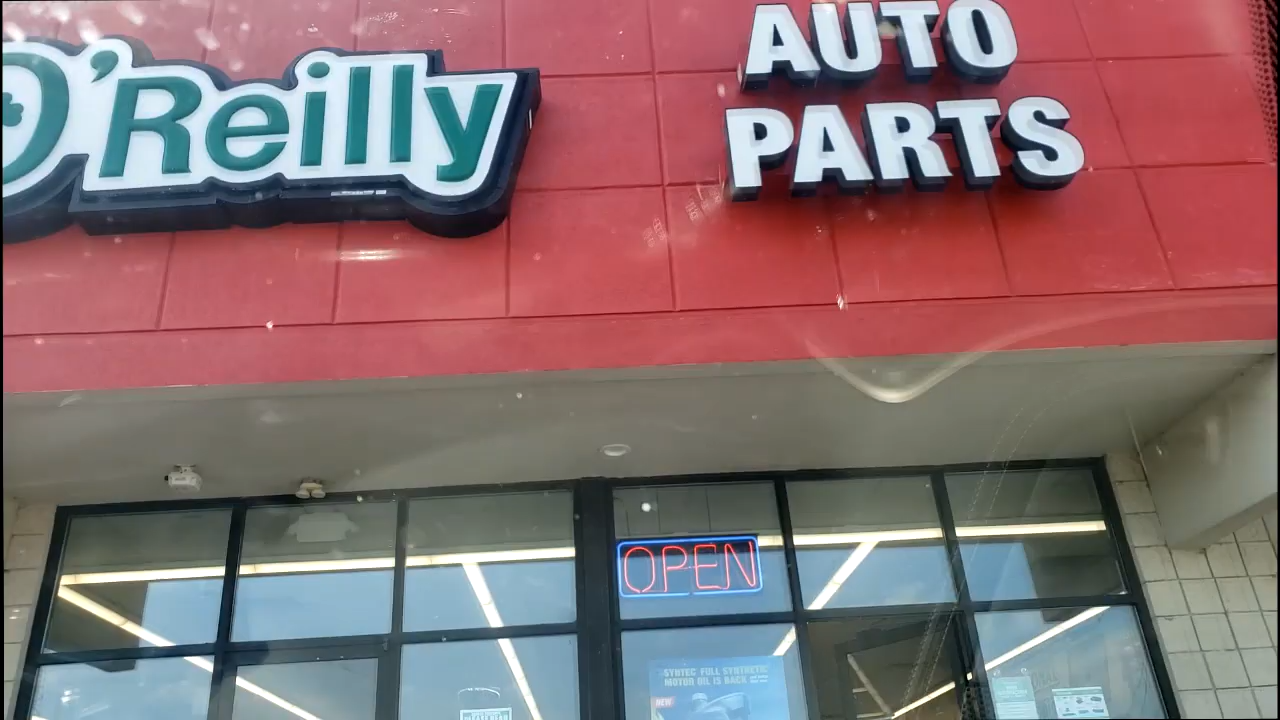 O'Reilly
AUTO
PARTS
OPEN
SYNTEC FULL SYNTHETIC
MOTOR OIL IS BACK
NEW